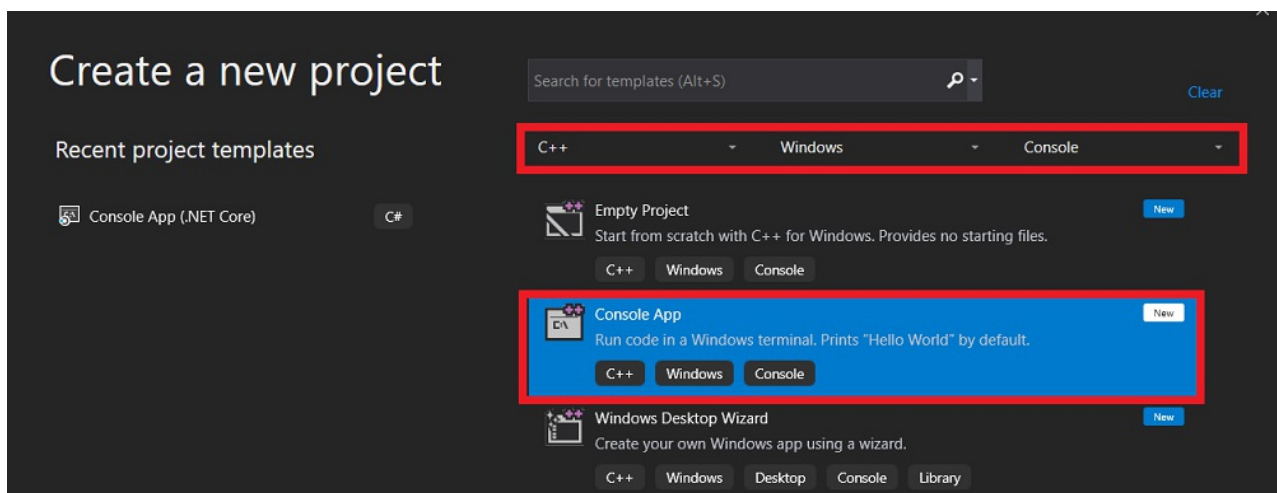 Create a new project
Search for templates (Alt+S)
Clear
Recent project templates
C++ Windows Console
Console App (.NET Core) C#
Empty Project New
Start from scratch with C++ for Windows. Provides no starting files.
C++ Windows Console
Console App New
Run code in a Windows terminal. Prints "Hello World" by default.
C++ Windows Console
Windows Desktop Wizard New
Create your own Windows app using a wizard.
C++ Windows Desktop Console Library